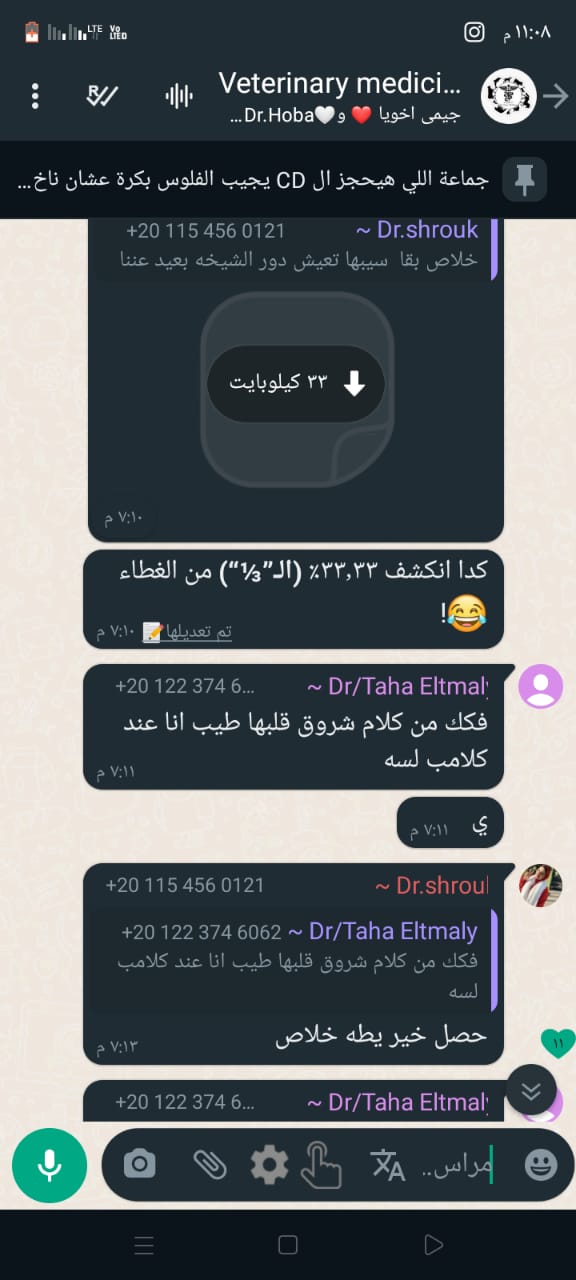 ١١:٠٨ م
LTE Vo LTED
Veterinary medici...
جيمى اخويا ❤️ و🤍Dr.Hoba...
جماعة اللي هيحجز ال CD يجيب الفلوس بكرة عشان ناخ...
~ Dr.shrouk +20 115 456 0121
خلاص بقا سيبها تعيش دور الشيخه بعيد عننا
٣٣ كيلوبايت
٧:١٠ م
كدا انكشف ٣٣,٣٣٪ (الـ”⅓“) من الغطاء
😂!
تم تعديلها📝 ٧:١٠ م
~ Dr/Taha Eltmaly +20 122 374 6...
فكك من كلام شروق قلبها طيب انا عند
كلامب لسه
٧:١١ م
ي
٧:١١ م
~ Dr.shrouk +20 115 456 0121
~ Dr/Taha Eltmaly +20 122 374 6062
فكك من كلام شروق قلبها طيب انا عند كلامب
لسه
حصل خير يطه خلاص
٧:١٣ م
١١
~ Dr/Taha Eltmaly +20 122 374 6...
مراس..